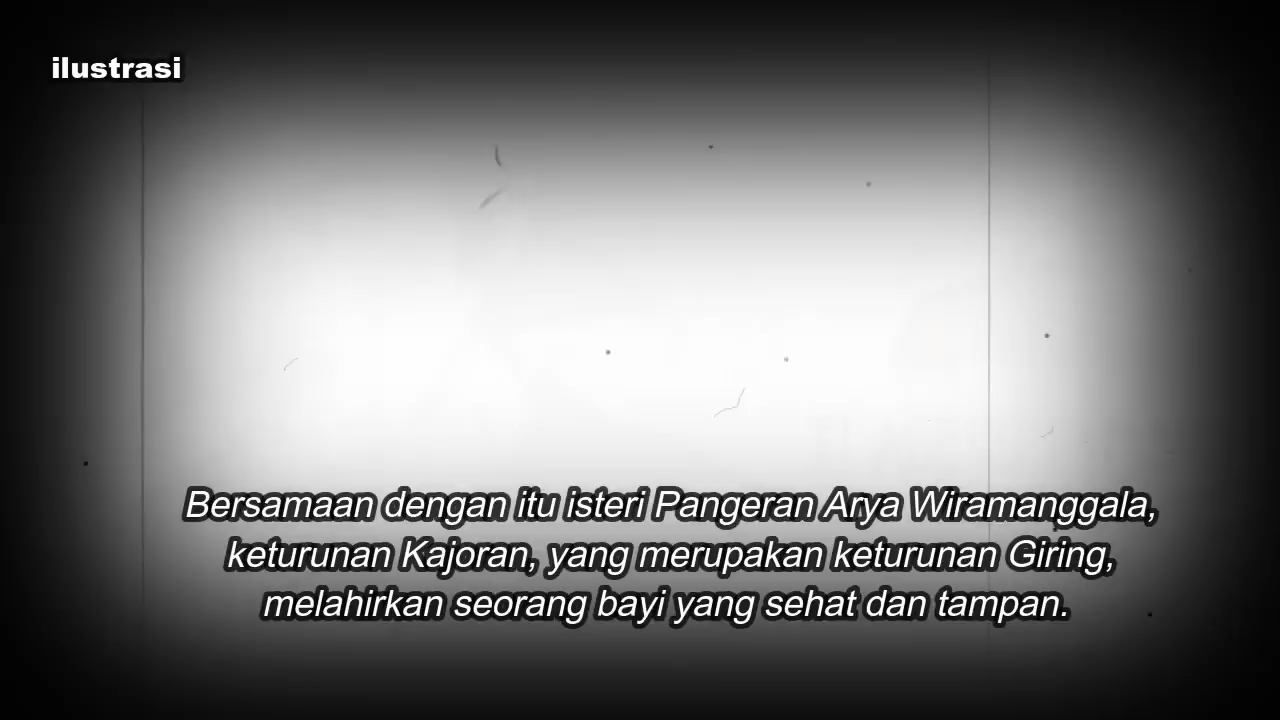 ilustrasi
Bersamaan dengan itu isteri Pangeran Arya Wiramanggala,
keturunan Kajoran, yang merupakan keturunan Giring,
melahirkan seorang bayi yang sehat dan tampan.